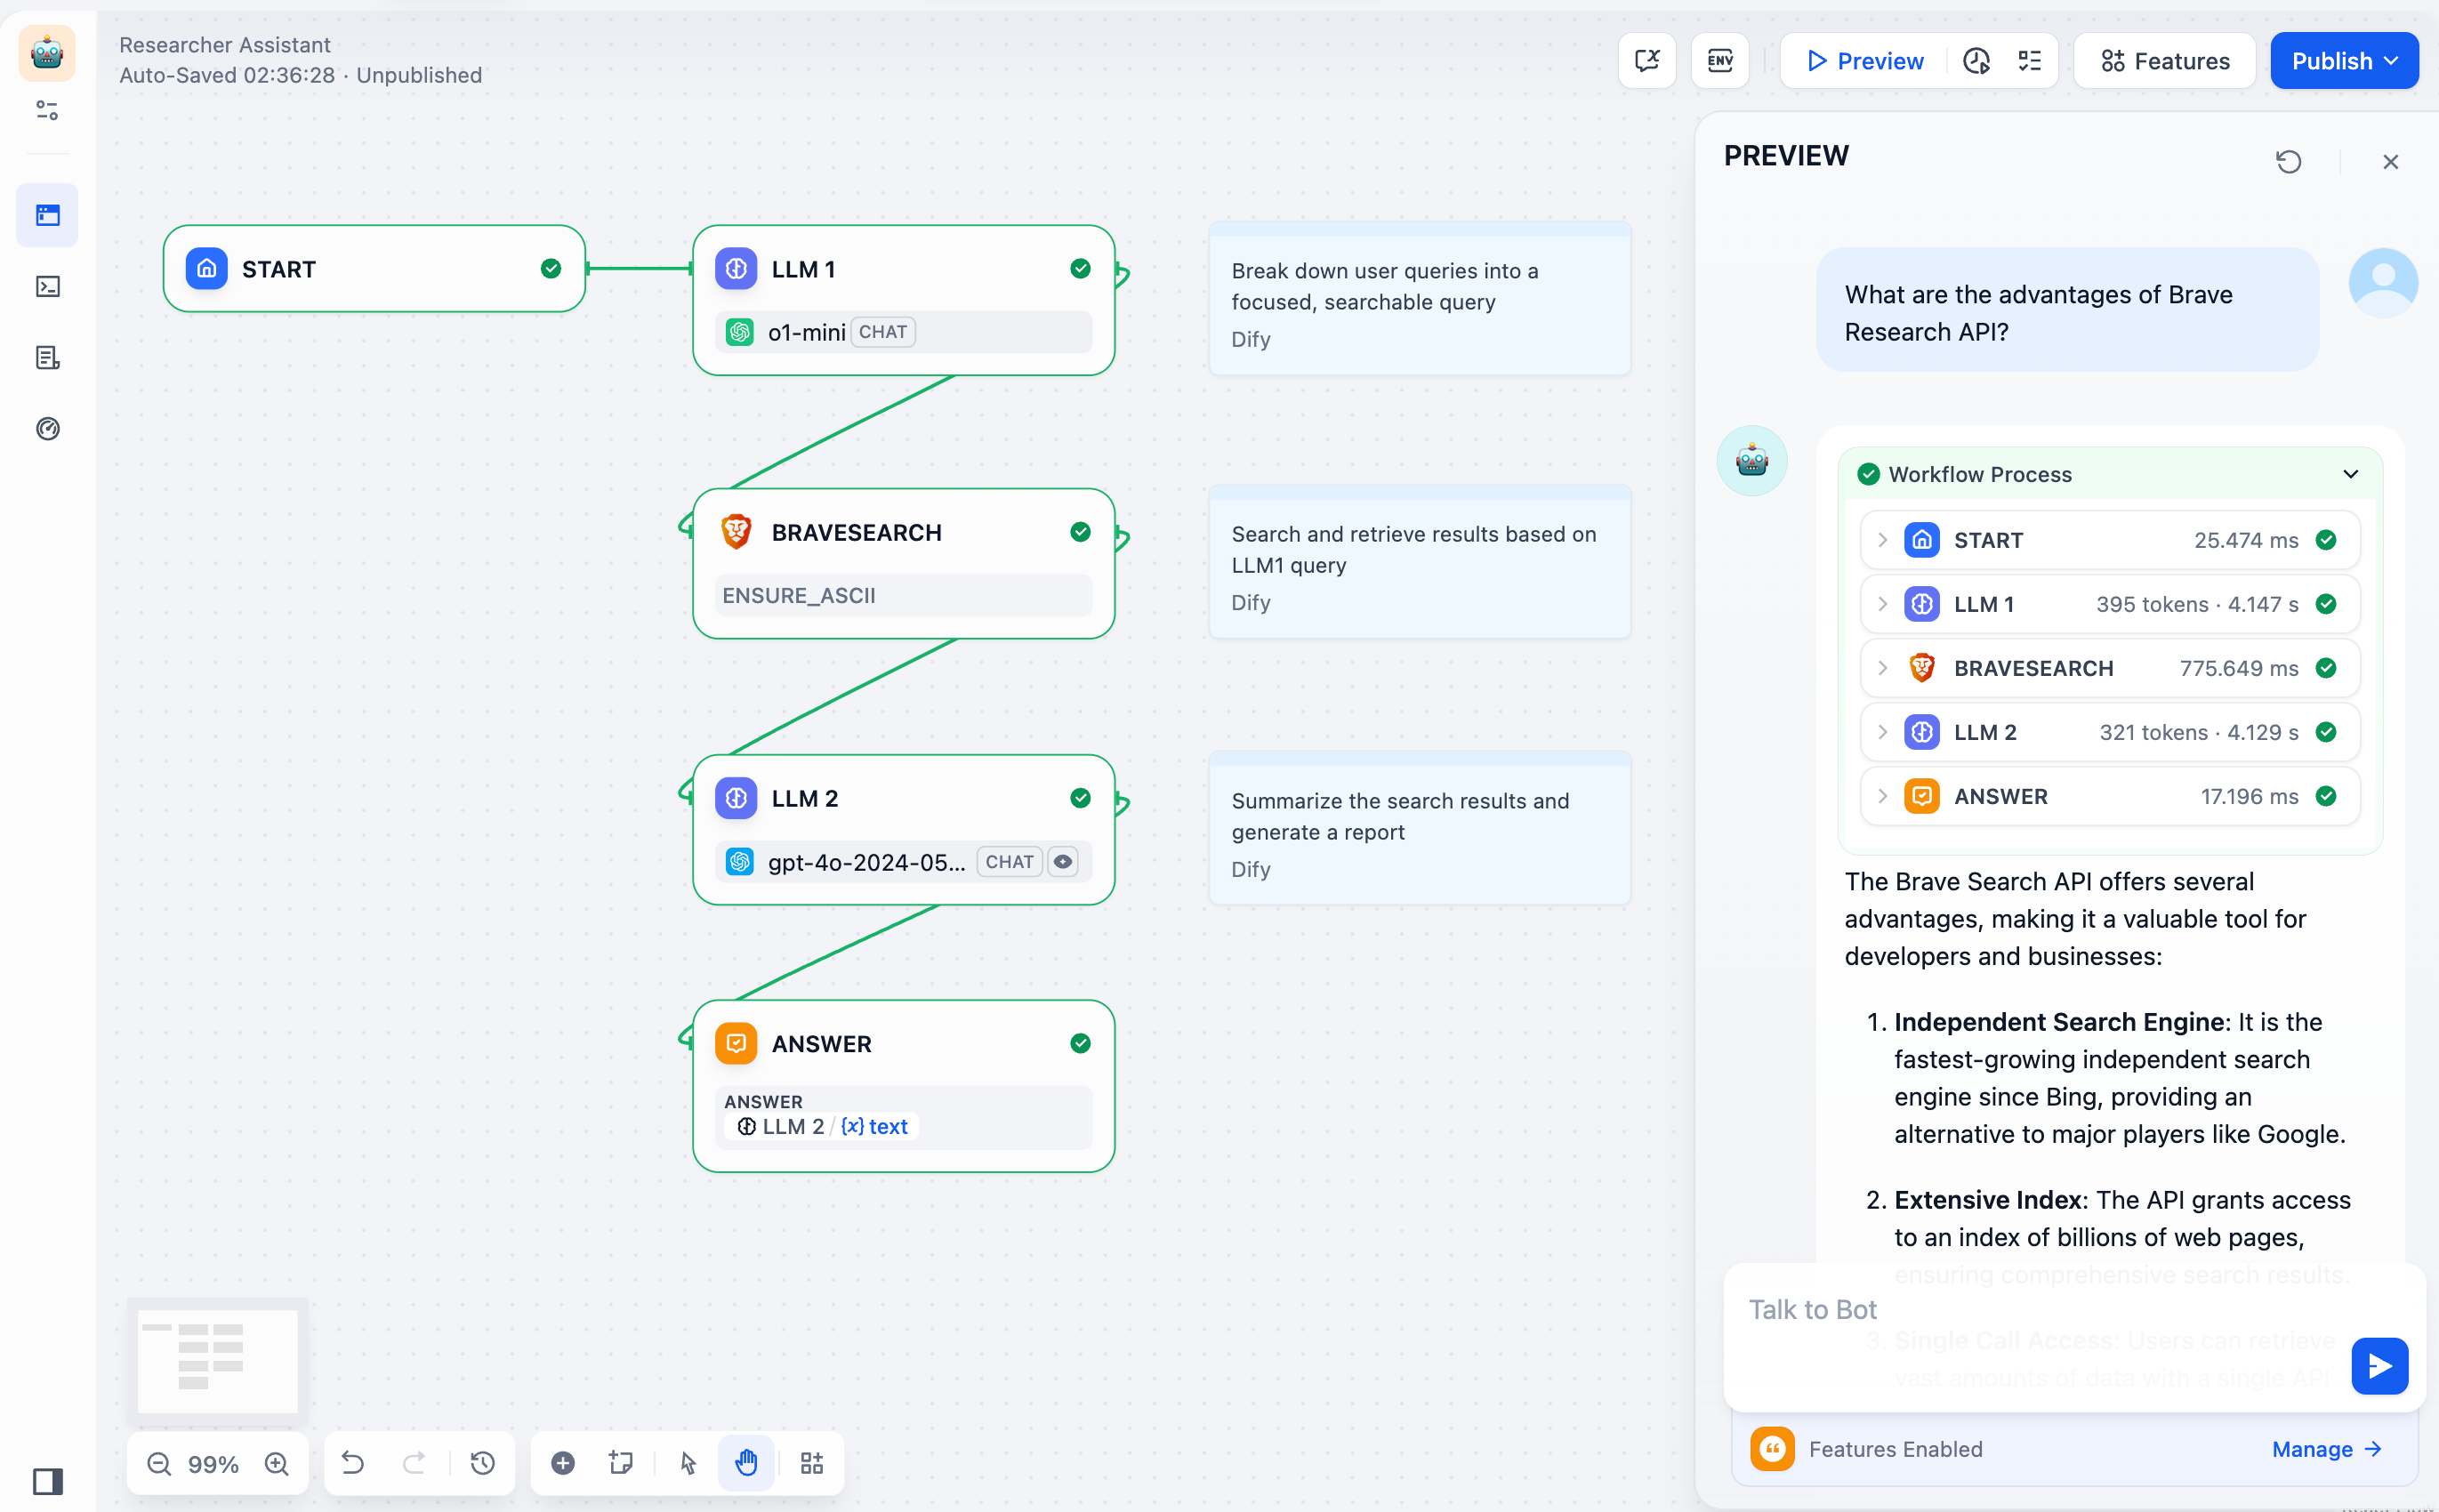 Researcher Assistant
Auto-Saved 02:36:28 · Unpublished
ENV
Preview
Features
Publish
START
LLM 1
o1-mini CHAT
Break down user queries into a
focused, searchable query
Dify
BRAVESEARCH
ENSURE_ASCII
Search and retrieve results based on
LLM1 query
Dify
LLM 2
gpt-4o-2024-05... CHAT
Summarize the search results and
generate a report
Dify
ANSWER
ANSWER
LLM 2 / {x} text
99%
PREVIEW
What are the advantages of Brave
Research API?
Workflow Process
START 25.474 ms
LLM 1 395 tokens · 4.147 s
BRAVESEARCH 775.649 ms
LLM 2 321 tokens · 4.129 s
ANSWER 17.196 ms
The Brave Search API offers several
advantages, making it a valuable tool for
developers and businesses:
1. Independent Search Engine: It is the
fastest-growing independent search
engine since Bing, providing an
alternative to major players like Google.
2. Extensive Index: The API grants access
to an index of billions of web pages,
ensuring comprehensive search results.
Talk to Bot
3. Single Call Access: Users can retrieve
vast amounts of data with a single API
Features Enabled
Manage →